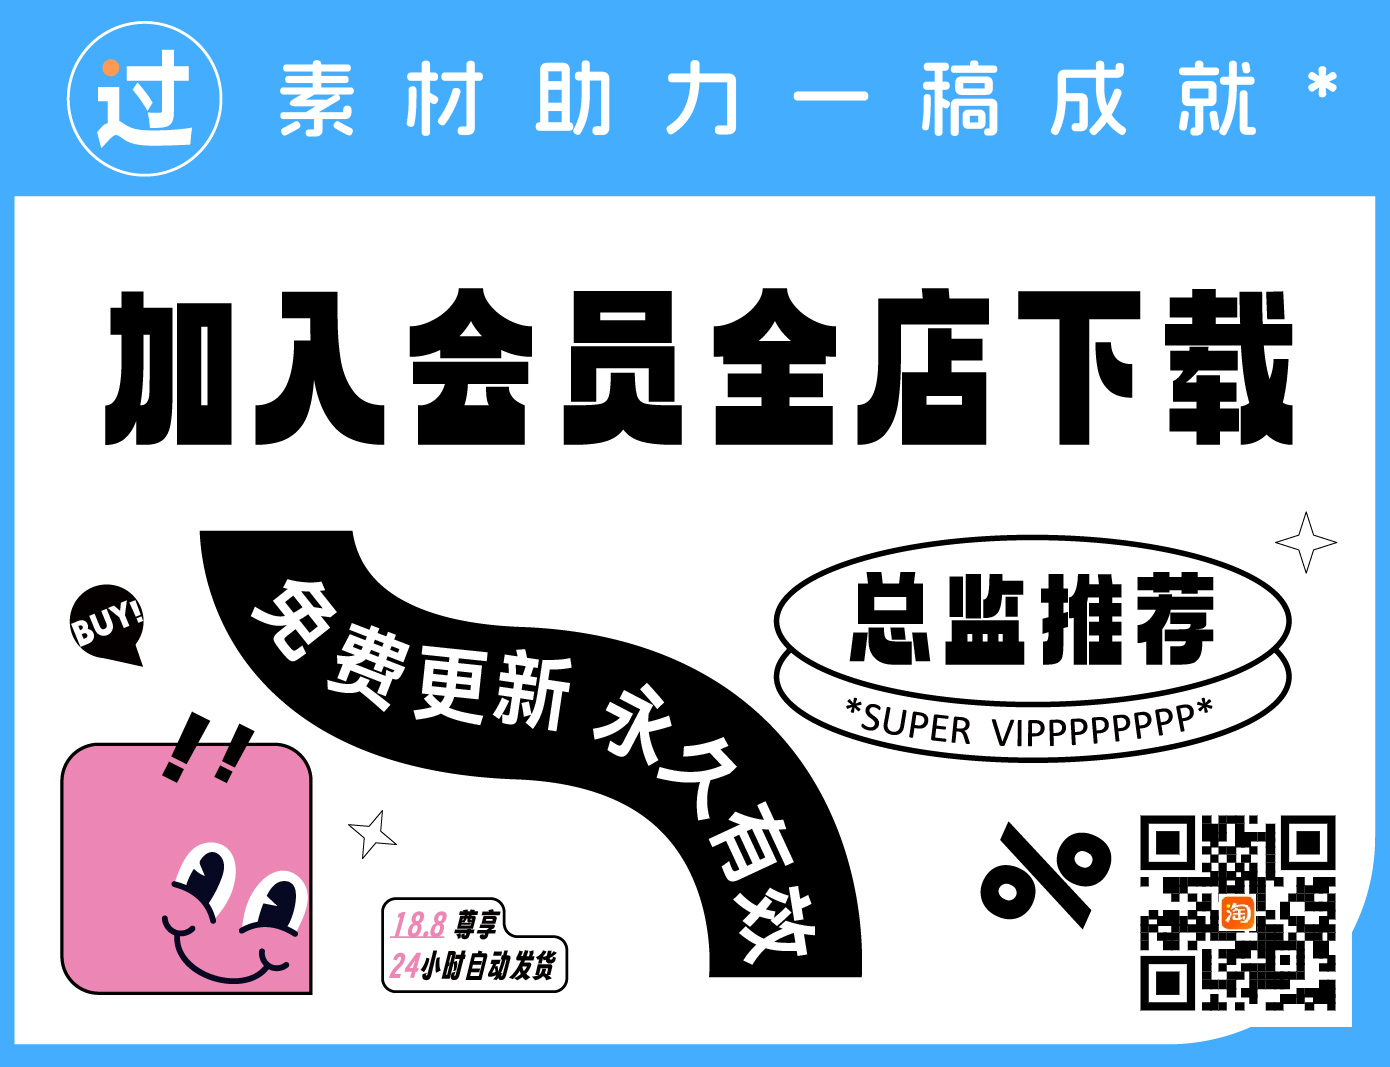 过 素材助力一稿成就*
加入会员全店下载
BUY!
免费更新 永久有效
总监推荐
*SUPER VIPPPPPPPP*
!!
18.8 尊享
24小时自动发货
%
淘